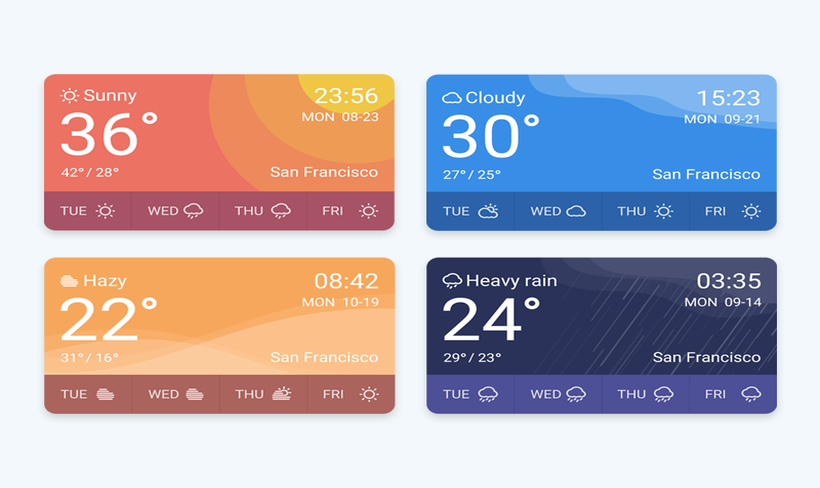 Sunny
23:56
36°
MON 08-23
42°/ 28°
San Francisco
TUE WED THU FRI
Cloudy
15:23
30°
MON 09-21
27°/ 25°
San Francisco
TUE WED THU FRI
Hazy
08:42
22°
MON 10-19
31°/ 16°
San Francisco
TUE WED THU FRI
Heavy rain
03:35
24°
MON 09-14
29°/ 23°
San Francisco
TUE WED THU FRI